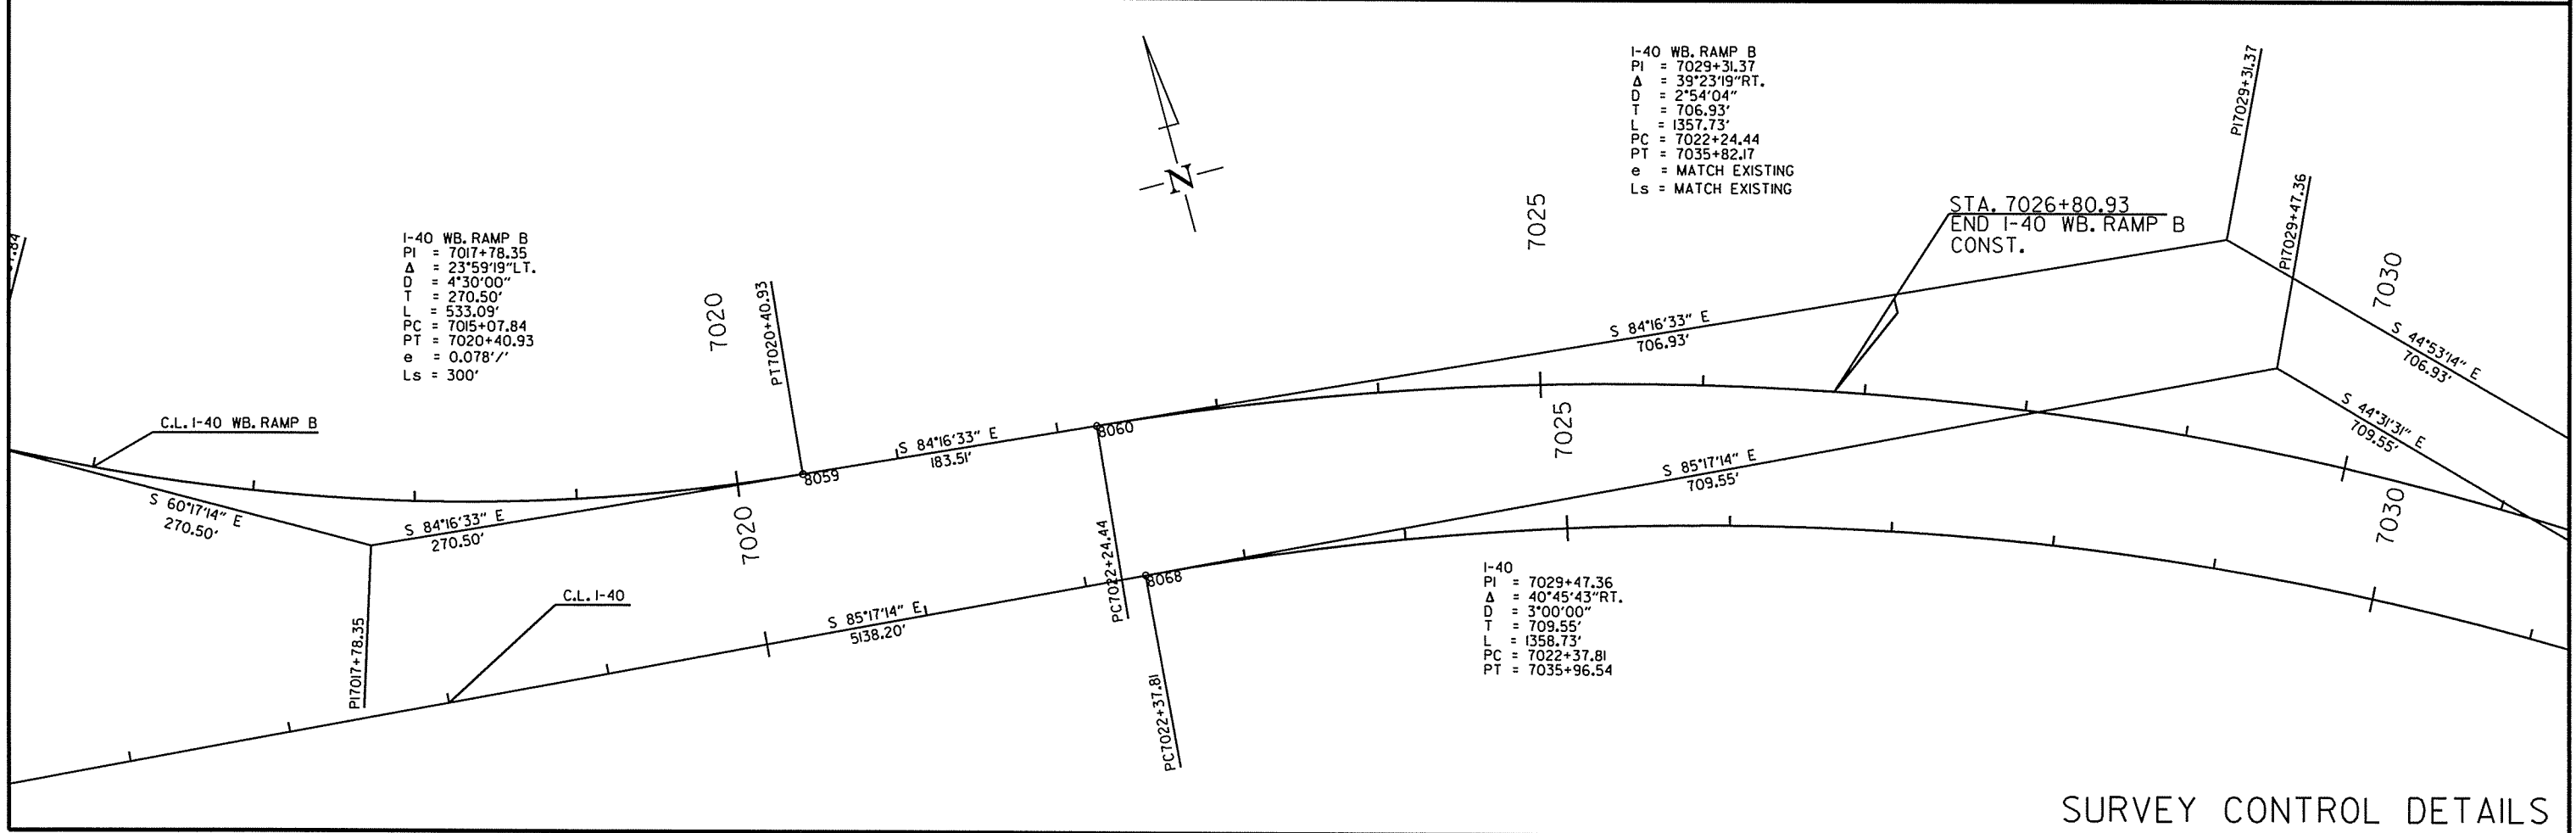 I-40 WB. RAMP B
PI = 7029+31.37
Δ = 39°23'19"RT.
D = 2°54'04"
T = 706.93'
L = 1357.73'
PC = 7022+24.44
PT = 7035+82.17
e = MATCH EXISTING
Ls = MATCH EXISTING
PI7029+31.37
PI7029+47.36
7025
STA. 7026+80.93
END I-40 WB. RAMP B
CONST.
7030
N
I-40 WB. RAMP B
PI = 7017+78.35
Δ = 23°59'19"LT.
D = 4°30'00"
T = 270.50'
L = 533.09'
PC = 7015+07.84
PT = 7020+40.93
e = 0.078'/'
Ls = 300'
7020
PT7020+40.93
S 84°16'33" E
706.93'
S 44°53'14" E
706.93'
C.L. I-40 WB. RAMP B
8060
7025
S 44°31'31" E
709.55'
S 84°16'33" E
183.51'
8059
S 85°17'14" E
709.55'
S 60°17'14" E
270.50'
S 84°16'33" E
270.50'
7020
7030
PC7022+24.44
8068
I-40
PI = 7029+47.36
Δ = 40°45'43"RT.
D = 3°00'00"
T = 709.55'
L = 1358.73'
PC = 7022+37.81
PT = 7035+96.54
C.L. I-40
S 85°17'14" E
5138.20'
PI7017+78.35
PC7022+37.81
SURVEY CONTROL DETAILS